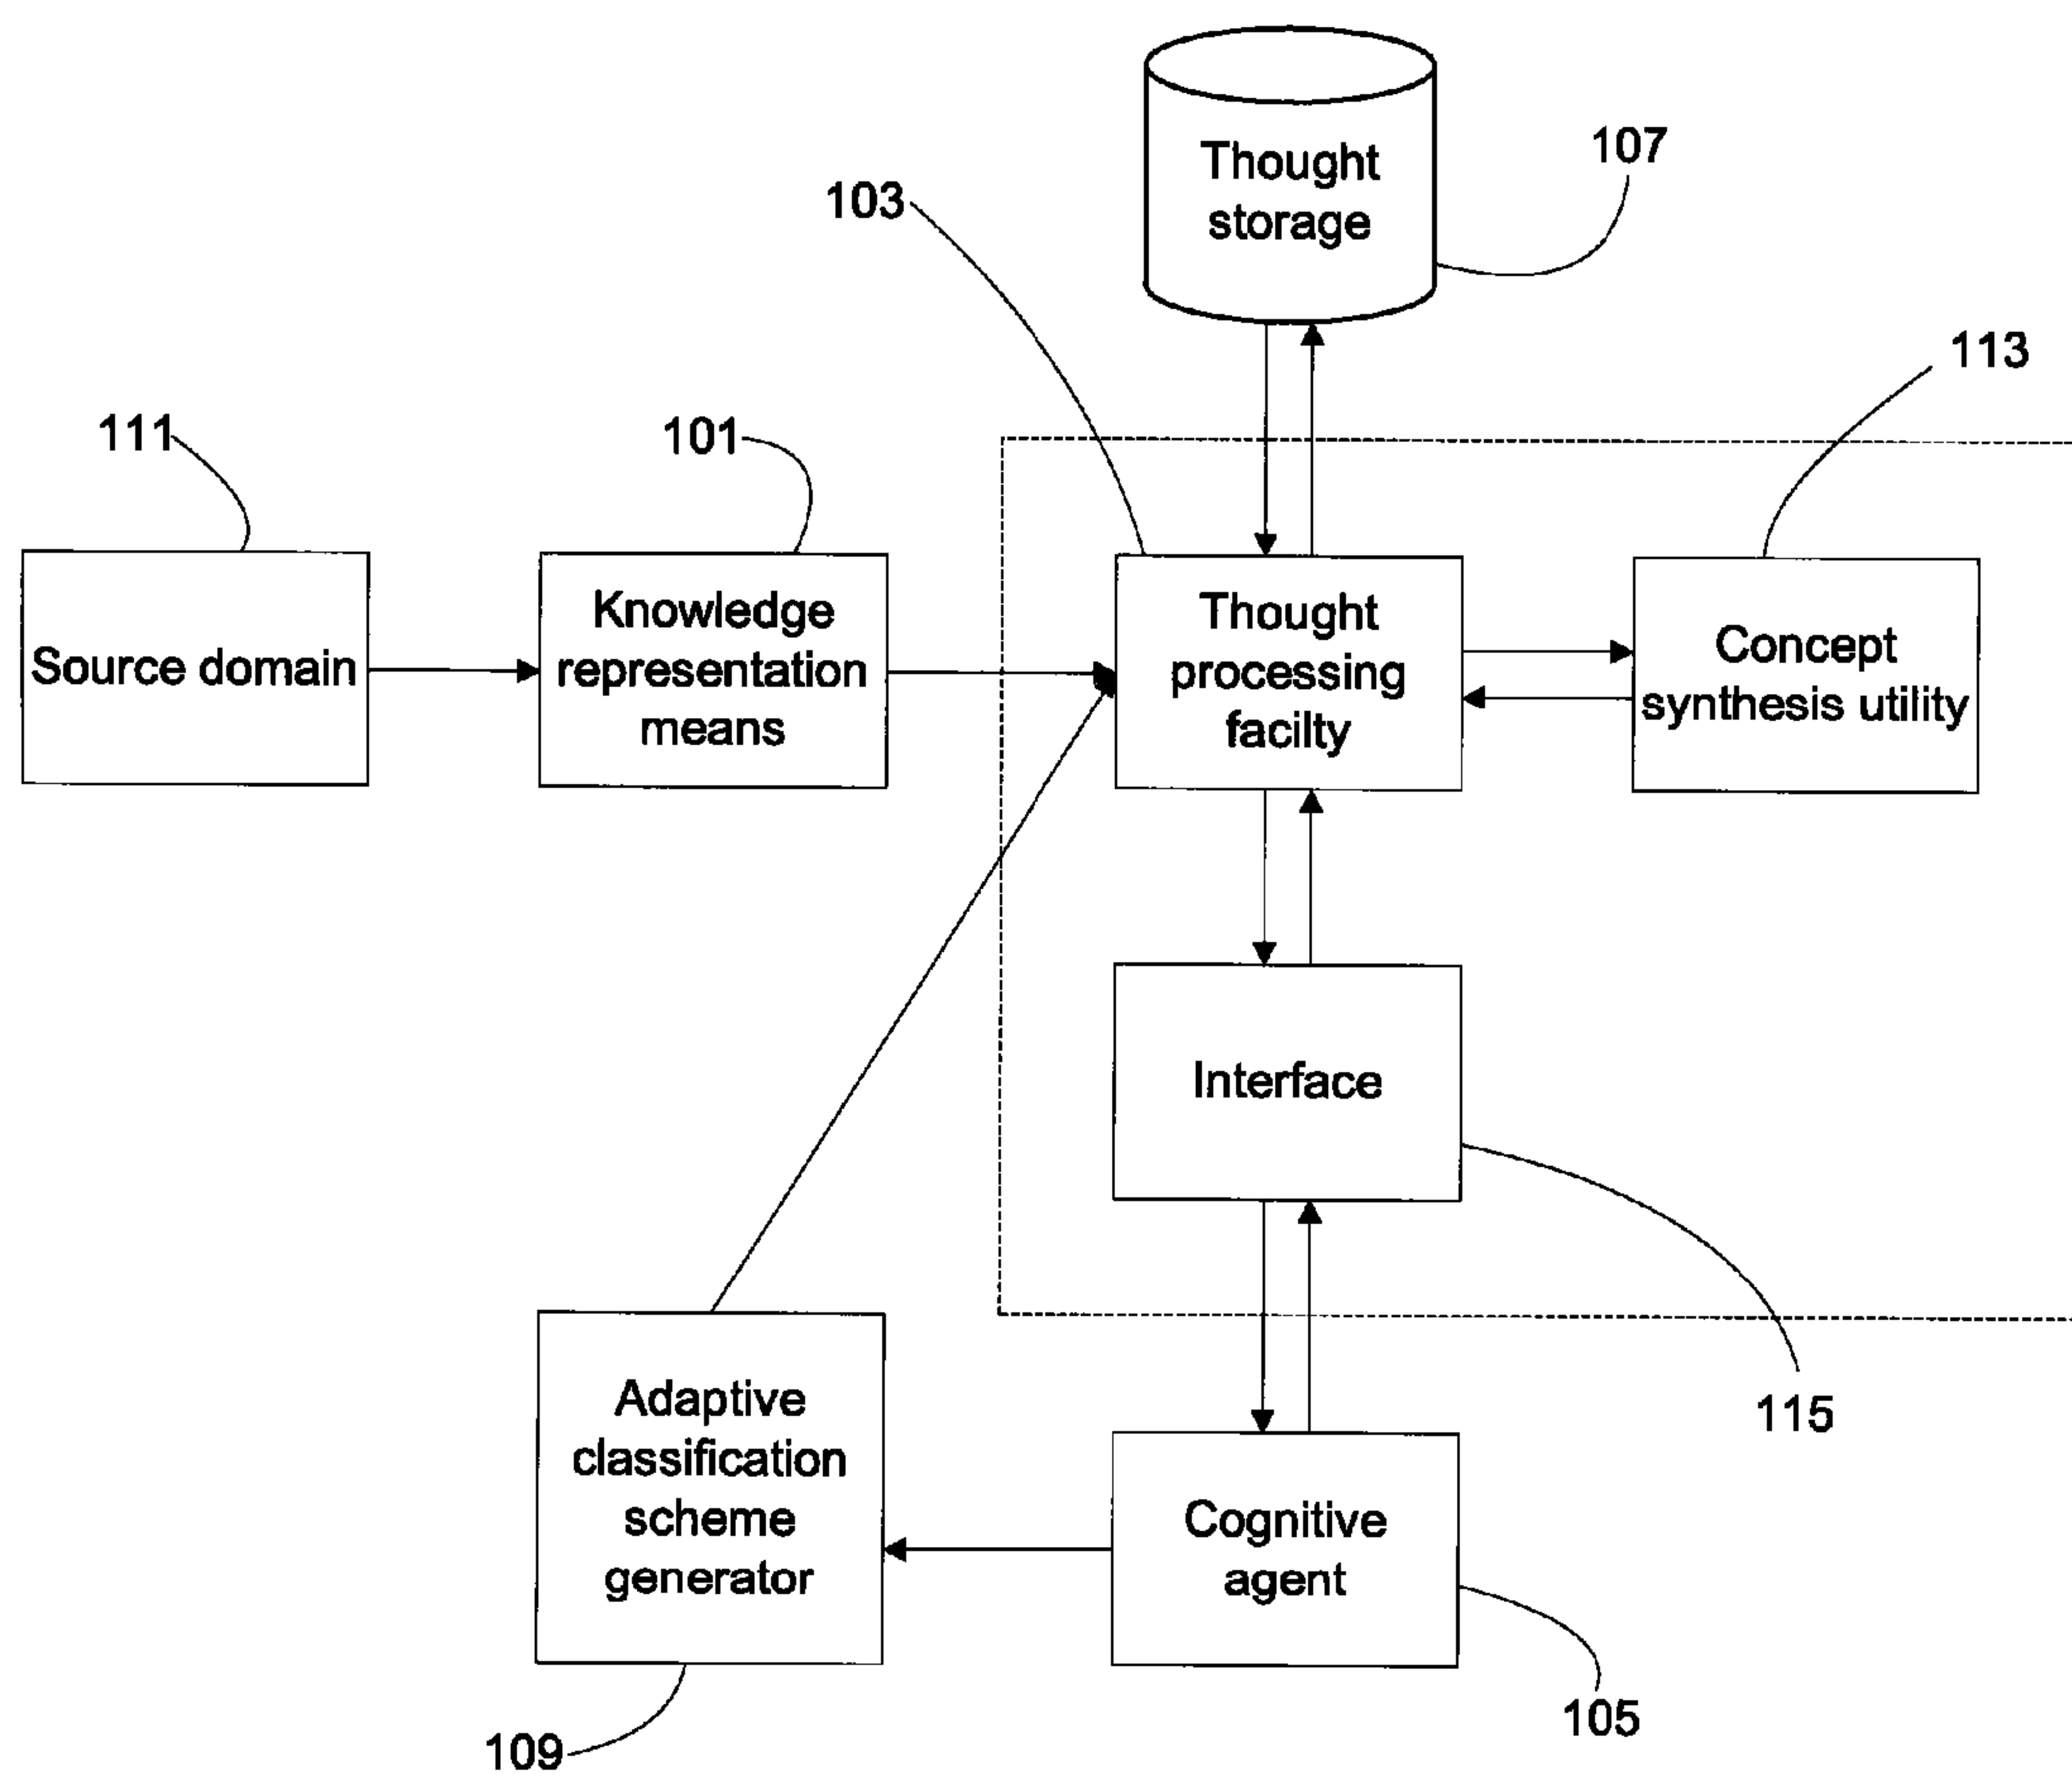 Thought
storage
107
103
113
111
101
Source domain
Knowledge
representation
means
Thought
processing
facilty
Concept
synthesis utility
Interface
115
Adaptive
classification
scheme
generator
Cognitive
agent
105
109